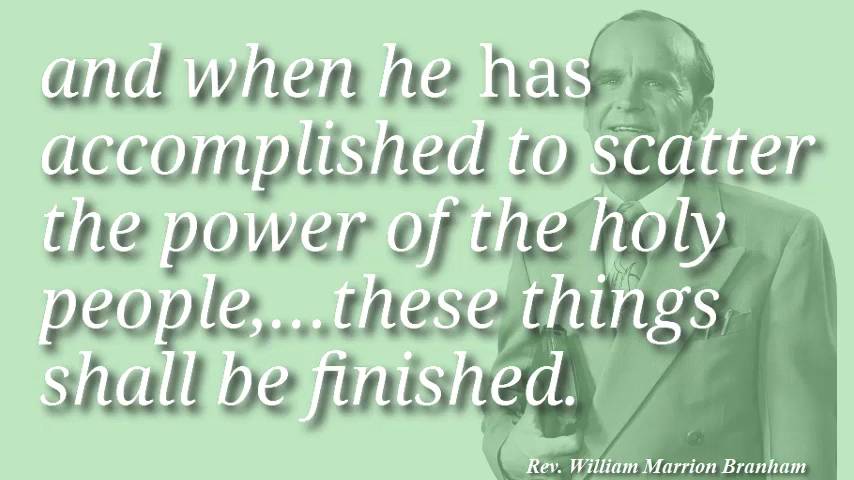 and when he has
accomplished to scatter
the power of the holy
people,...these things
shall be finished.
Rev. William Marrion Branham